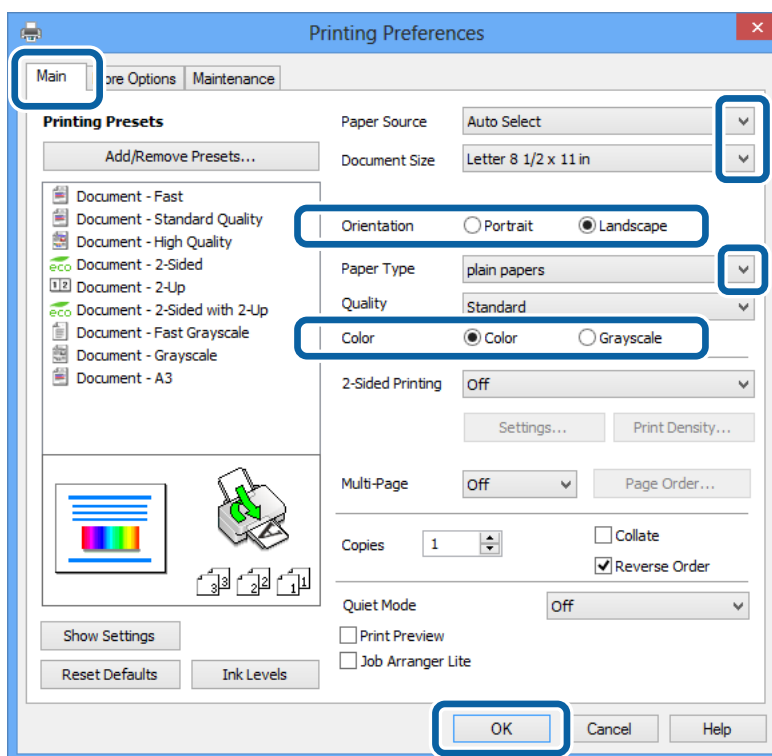 Printing Preferences
Main
ore Options
Maintenance
Printing Presets
Add/Remove Presets...
Document - Fast
Document - Standard Quality
Document - High Quality
eco Document - 2-Sided
1 2 Document - 2-Up
eco Document - 2-Sided with 2-Up
Document - Fast Grayscale
Document - Grayscale
Document - A3
A
3 3 2 2 1 1
Show Settings
Reset Defaults
Ink Levels
Paper Source Auto Select
Document Size Letter 8 1/2 x 11 in
Orientation Portrait Landscape
Paper Type plain papers
Quality Standard
Color Color Grayscale
2-Sided Printing Off
Settings... Print Density...
Multi-Page Off Page Order...
Copies 1 Collate
Reverse Order
Quiet Mode Off
Print Preview
Job Arranger Lite
OK Cancel Help